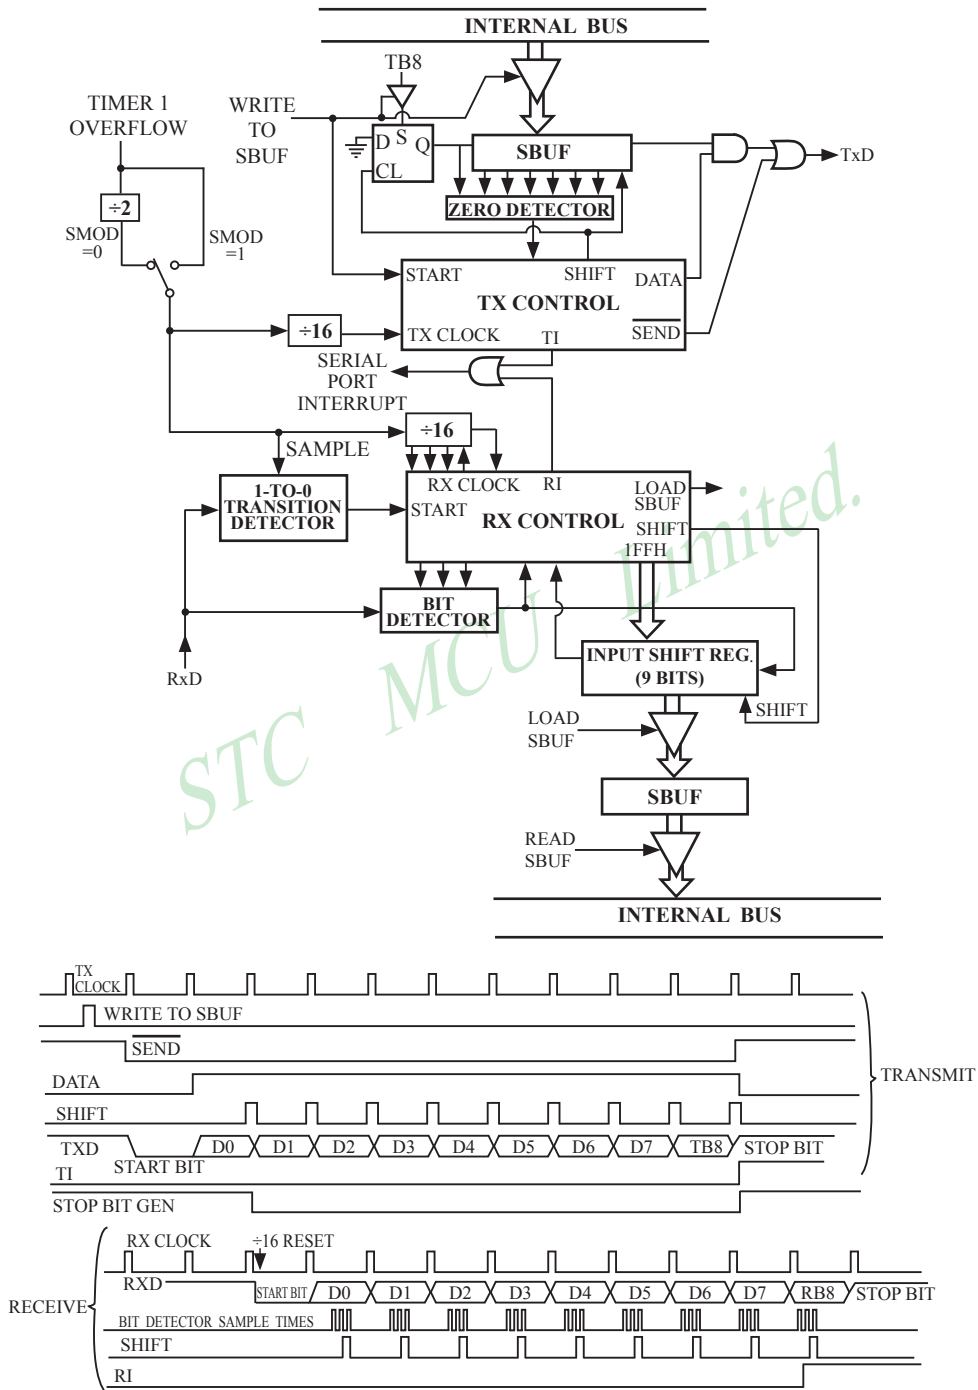 INTERNAL BUS
TB8
TIMER 1
OVERFLOW
WRITE
TO
SBUF
D S Q
CL
SBUF
TxD
÷2
ZERO DETECTOR
SMOD
=0
SMOD
=1
START
SHIFT
DATA
TX CONTROL
÷16
TX CLOCK
TI
SEND
SERIAL
PORT
INTERRUPT
÷16
SAMPLE
1-TO-0
TRANSITION
DETECTOR
RX CLOCK
RI
LOAD
SBUF
START
RX CONTROL
SHIFT
1FFH
BIT
DETECTOR
RxD
INPUT SHIFT REG.
(9 BITS)
SHIFT
LOAD
SBUF
SBUF
READ
SBUF
INTERNAL BUS
STC MCU Limited.
TX
CLOCK
WRITE TO SBUF
SEND
DATA
TRANSMIT
SHIFT
TXD
START BIT
D0 D1 D2 D3 D4 D5 D6 D7 TB8
STOP BIT
TI
STOP BIT GEN
RX CLOCK
÷16 RESET
RXD
START BIT
D0 D1 D2 D3 D4 D5 D6 D7 RB8
STOP BIT
RECEIVE
BIT DETECTOR SAMPLE TIMES
SHIFT
RI